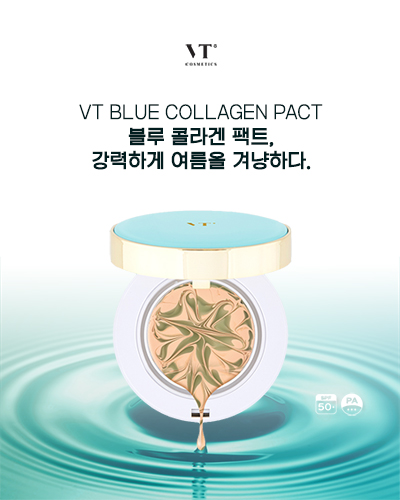 VT
COSMETICS
VT BLUE COLLAGEN PACT
블루 콜라겐 팩트,
강력하게 여름을 겨냥하다.
VT
SPF
50+
PA
+++